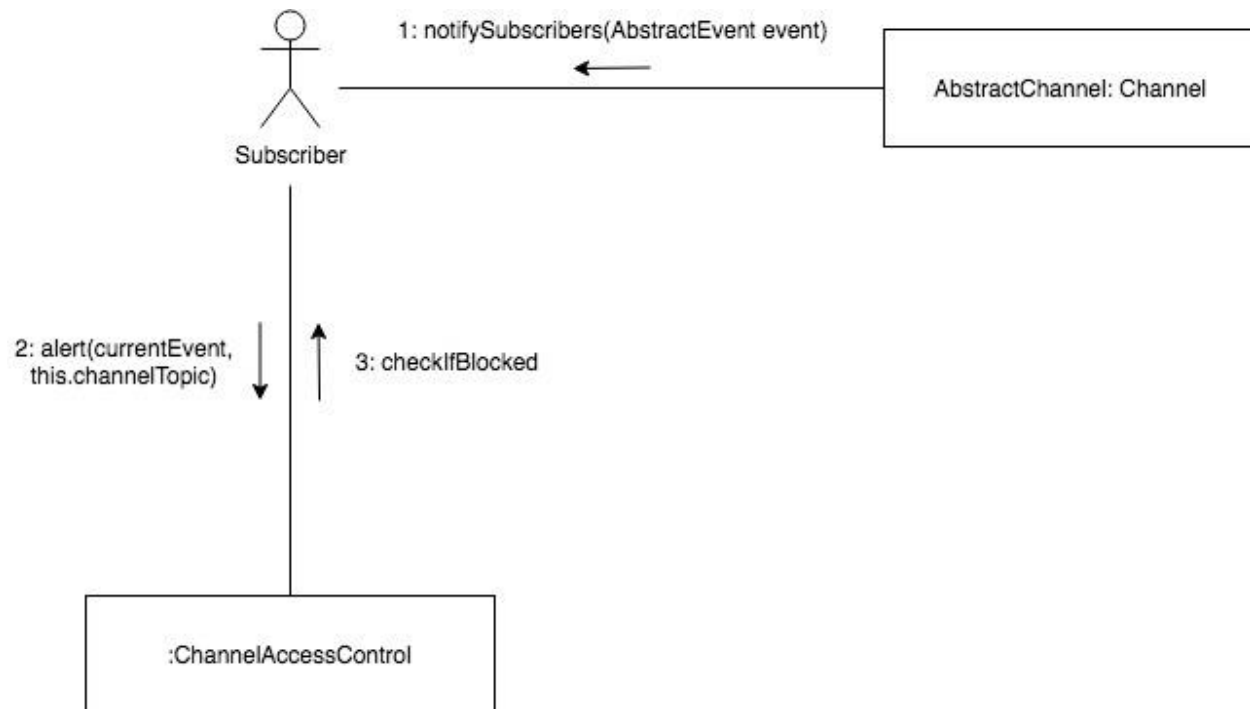 1: notifySubscribers(AbstractEvent event)
AbstractChannel: Channel
Subscriber
2: alert(currentEvent,
this.channelTopic)
3: checkIfBlocked
:ChannelAccessControl